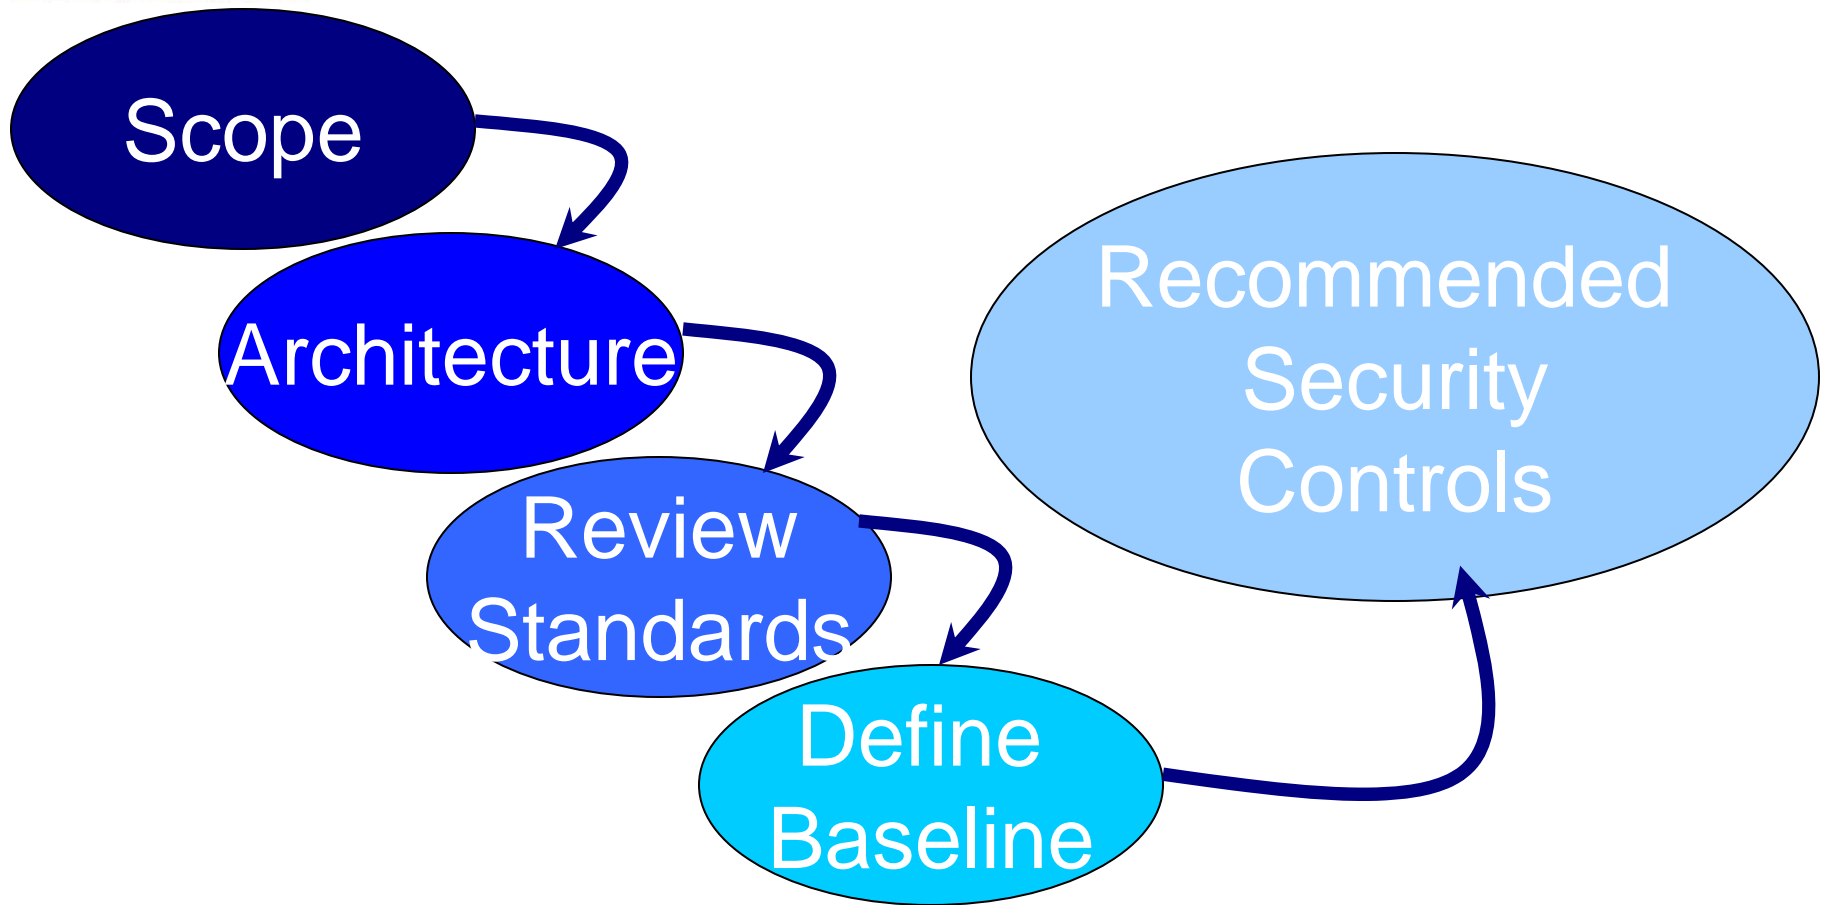 Scope
Architecture
Review
Standards
Define
Baseline
Recommended
Security
Controls